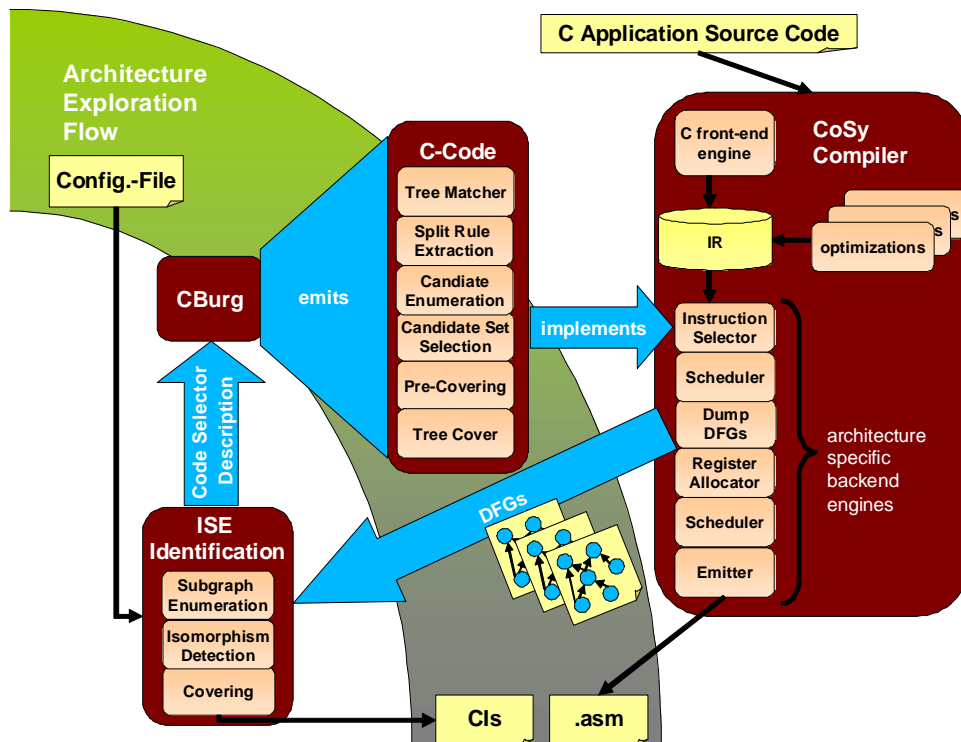 C Application Source Code
Architecture
Exploration
Flow
Config.-File
CBurg
emits
C-Code
Tree Matcher
Split Rule
Extraction
Candiate
Enumeration
Candidate Set
Selection
Pre-Covering
Tree Cover
implements
CoSy
Compiler
C front-end
engine
IR
optimizations
s
s
Instruction
Selector
Scheduler
Dump
DFGs
Register
Allocator
Scheduler
Emitter
architecture
specific
backend
engines
DFGs
Code Selector
Description
ISE
Identification
Subgraph
Enumeration
Isomorphism
Detection
Covering
CIs
.asm